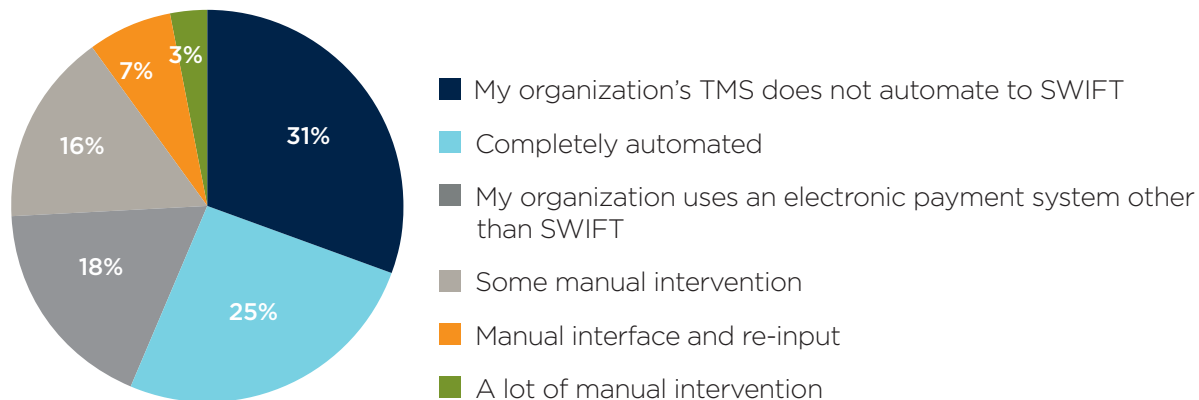 3%
7%
31%
16%
18%
25%
My organization's TMS does not automate to SWIFT
Completely automated
My organization uses an electronic payment system other
than SWIFT
Some manual intervention
Manual interface and re-input
A lot of manual intervention